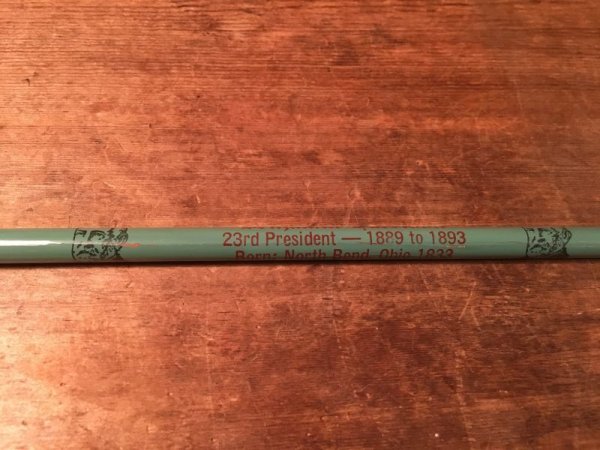 23rd President — 1889 to 1893
Born: North Bend, Ohio 1833